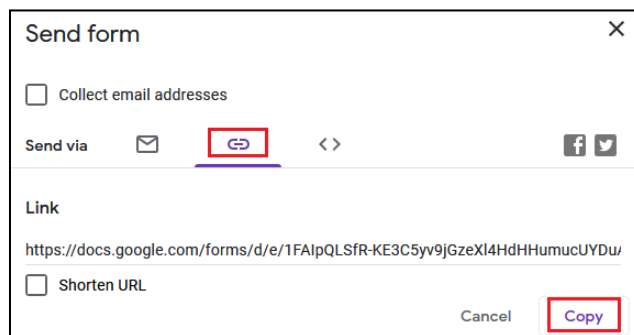 Send form
Collect email addresses
Send via
Link
https://docs.google.com/forms/d/e/1FAIpQLSfR-KE3C5yv9jGzeXl4HdHHumucUYDu
Shorten URL
Cancel Copy